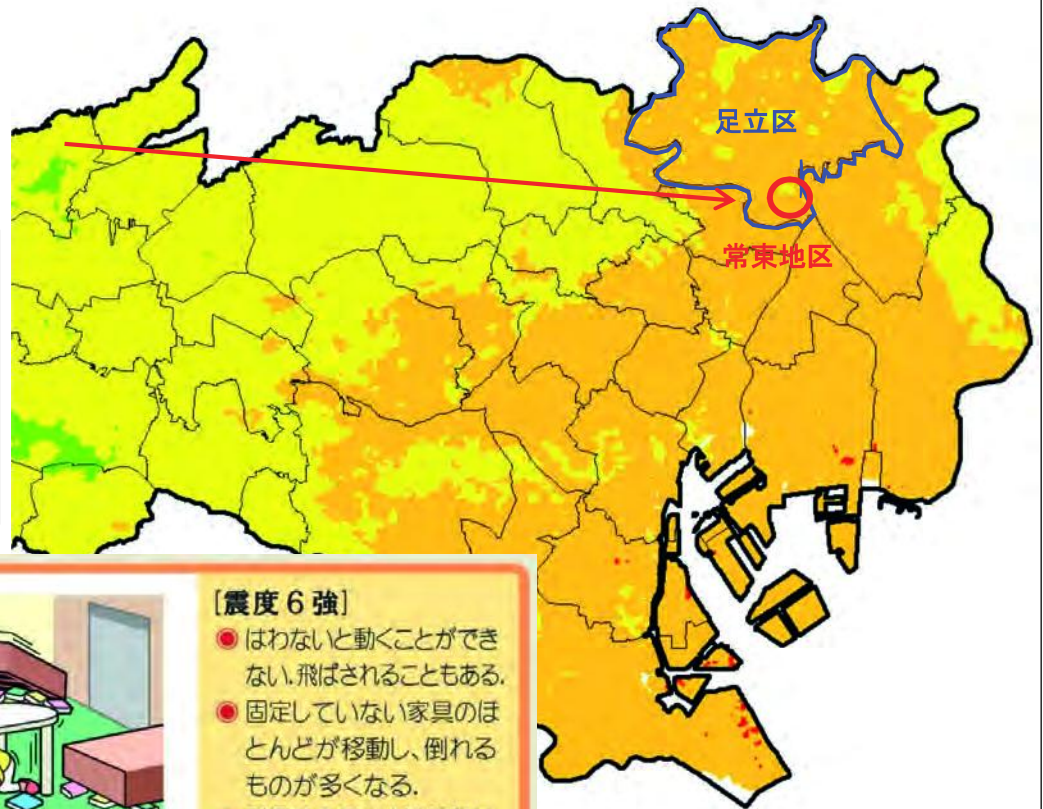 足立区
常東地区
[震度6強]
● はわないと動くことができ
ない。飛ばされることもある。
● 固定していない家具のほ
とんどが移動し、倒れる
ものが多くなる。